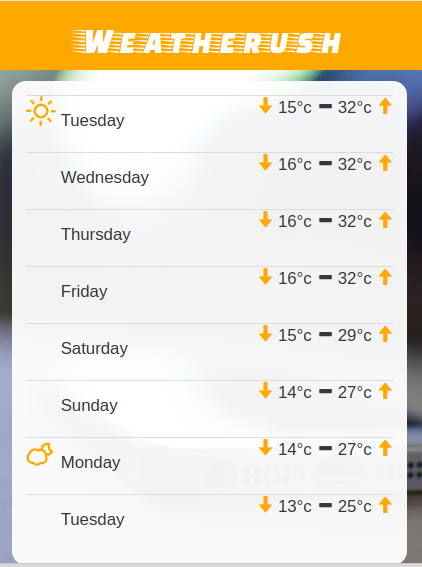 WEATHERUSH
Tuesday 15°c 32°c
Wednesday 16°c 32°c
Thursday 16°c 32°c
Friday 16°c 32°c
Saturday 15°c 29°c
Sunday 14°c 27°c
Monday 14°c 27°c
Tuesday 13°c 25°c